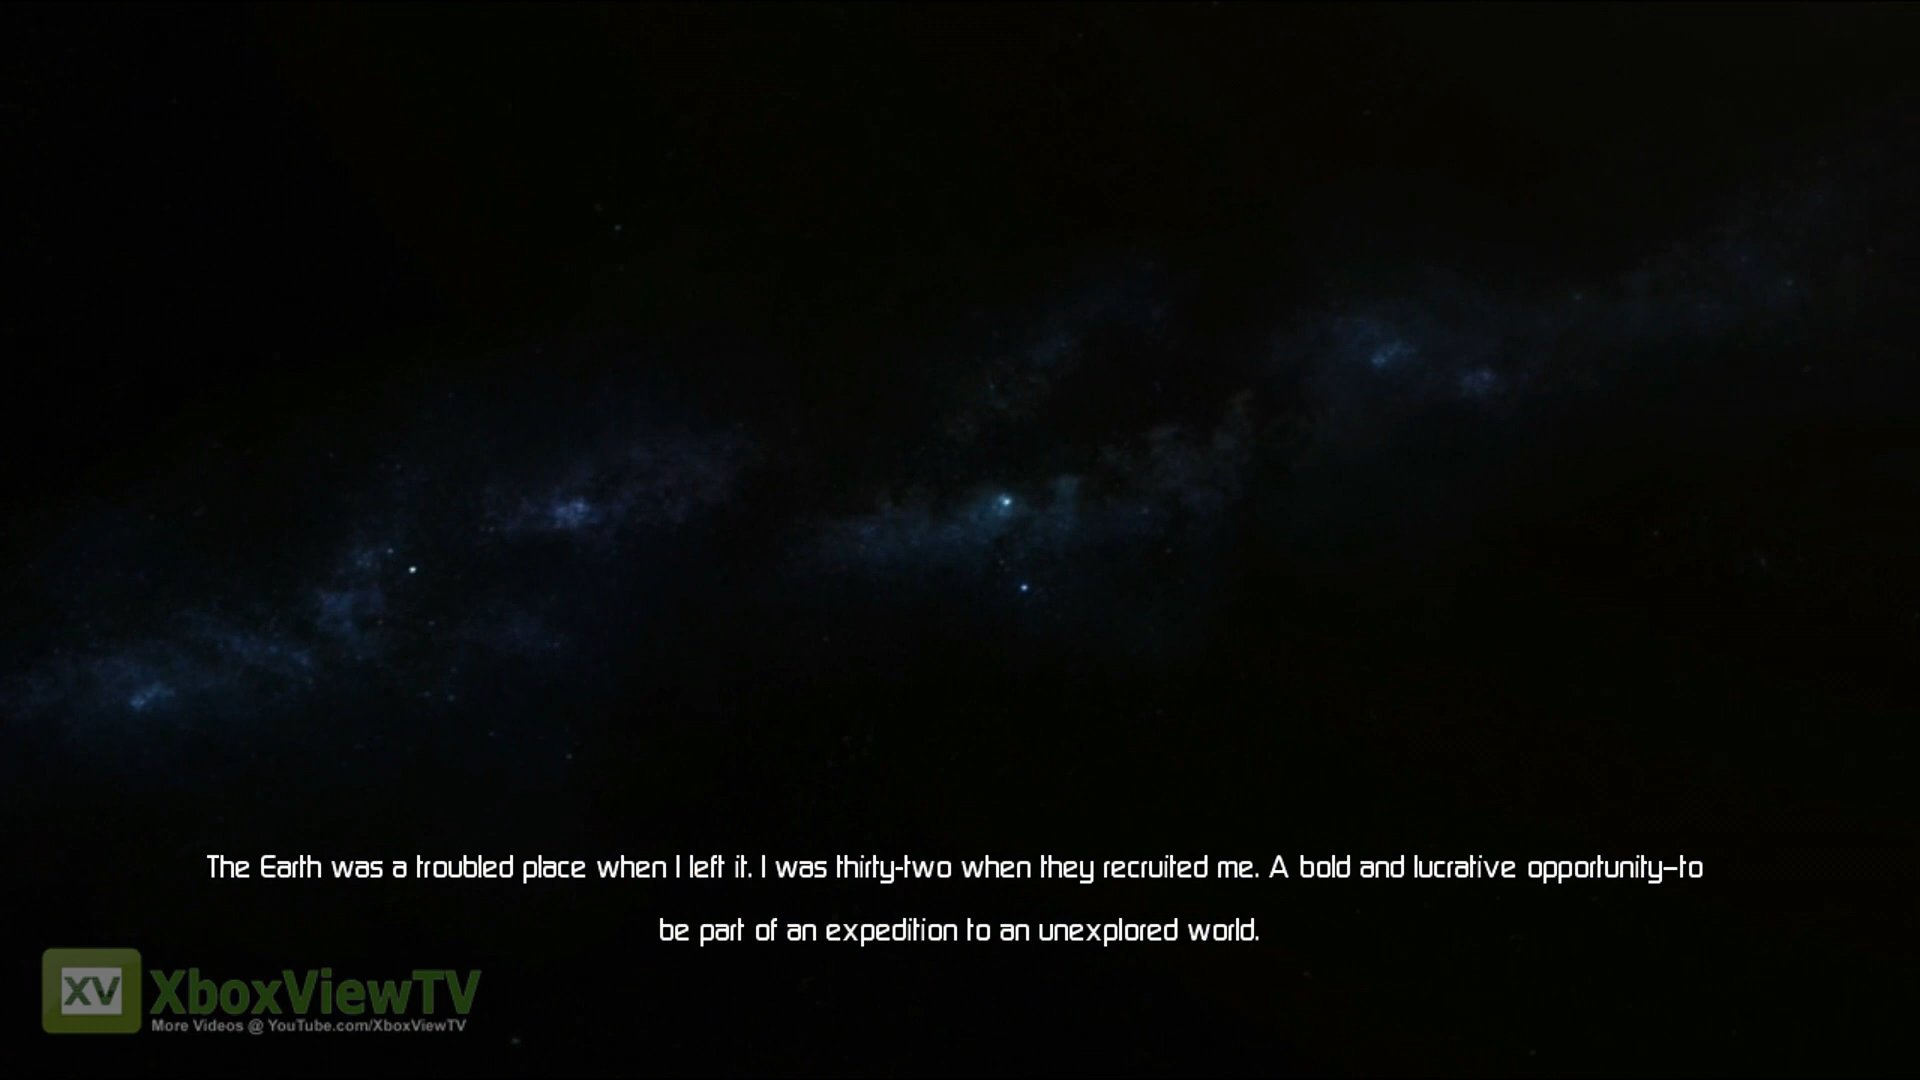 The Earth was a troubled place when I left it. I was thirty-two when they recruited me. A bold and lucrative opportunity–to
be part of an expedition to an unexplored world.
XV XboxViewTV
More Videos @ YouTube.com/XboxViewTV